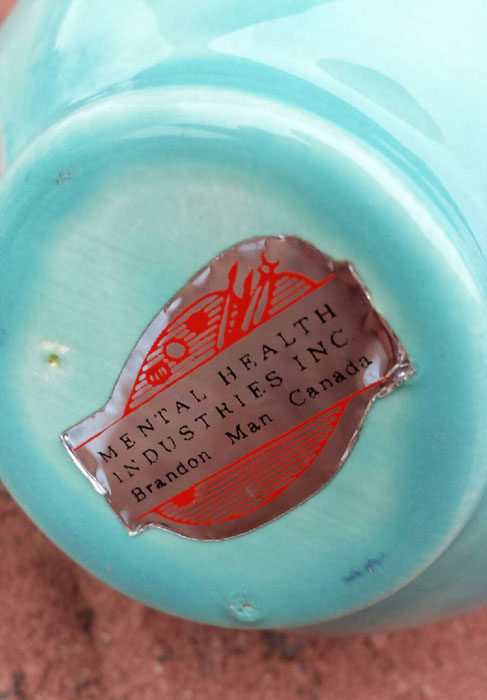 MENTAL HEALTH
INDUSTRIES INC.
Brandon Man Canada